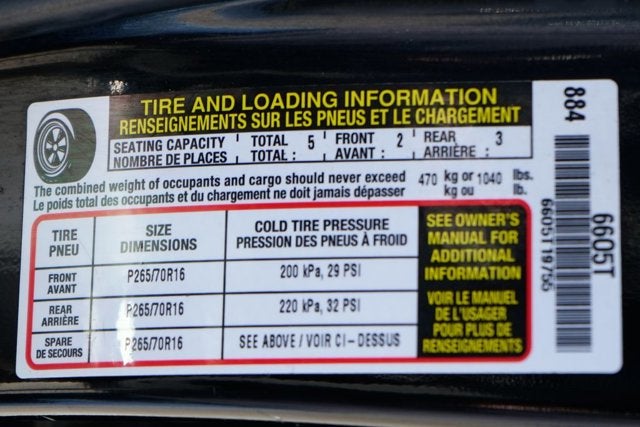 TIRE AND LOADING INFORMATION
RENSEIGNEMENTS SUR LES PNEUS ET LE CHARGEMENT
SEATING CAPACITY TOTAL 5 FRONT 2 REAR 3
NOMBRE DE PLACES TOTAL : AVANT : ARRIÈRE :
The combined weight of occupants and cargo should never exceed 470 kg or 1040 lbs.
Le poids total des occupants et du chargement ne doit jamais dépasser kg ou lb.
TIRE SIZE COLD TIRE PRESSURE
PNEU DIMENSIONS PRESSION DES PNEUS À FROID
FRONT P265/70R16 200 kPa, 29 PSI
AVANT
REAR P265/70R16 220 kPa, 32 PSI
ARRIÈRE
SPARE P265/70R16 SEE ABOVE / VOIR CI-DESSUS
DE SECOURS
SEE OWNER'S
MANUAL FOR
ADDITIONAL
INFORMATION
VOIR LE MANUEL
DE L'USAGER
POUR PLUS DE
RENSEIGNEMENTS
884
6605T
6605T19755